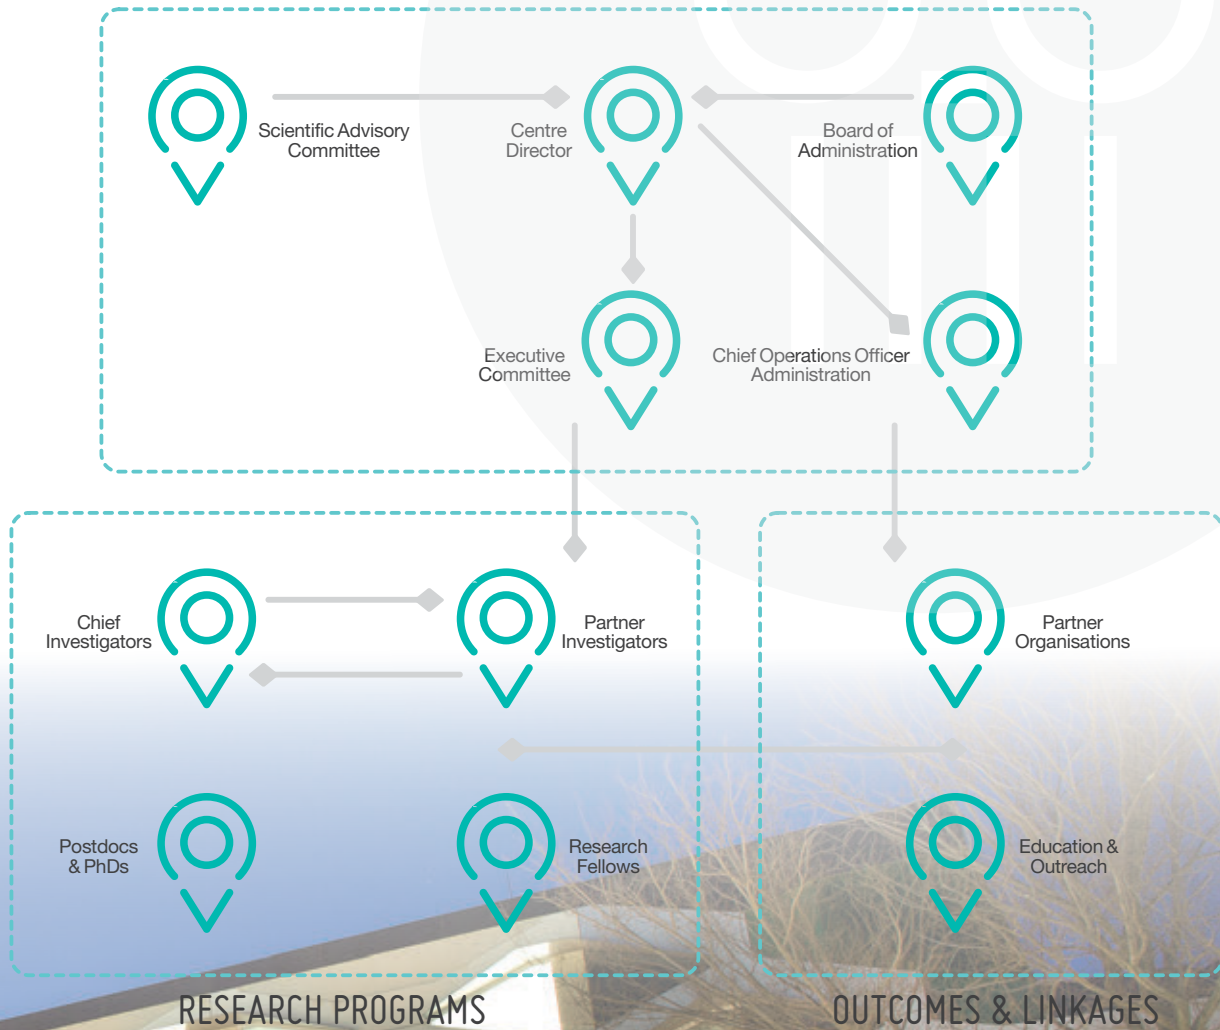 Scientific Advisory
Committee
Centre
Director
Board of
Administration
Executive
Committee
Chief Operations Officer
Administration
Chief
Investigators
Partner
Investigators
Partner
Organisations
Postdocs
& PhDs
Research
Fellows
Education &
Outreach
RESEARCH PROGRAMS
OUTCOMES & LINKAGES